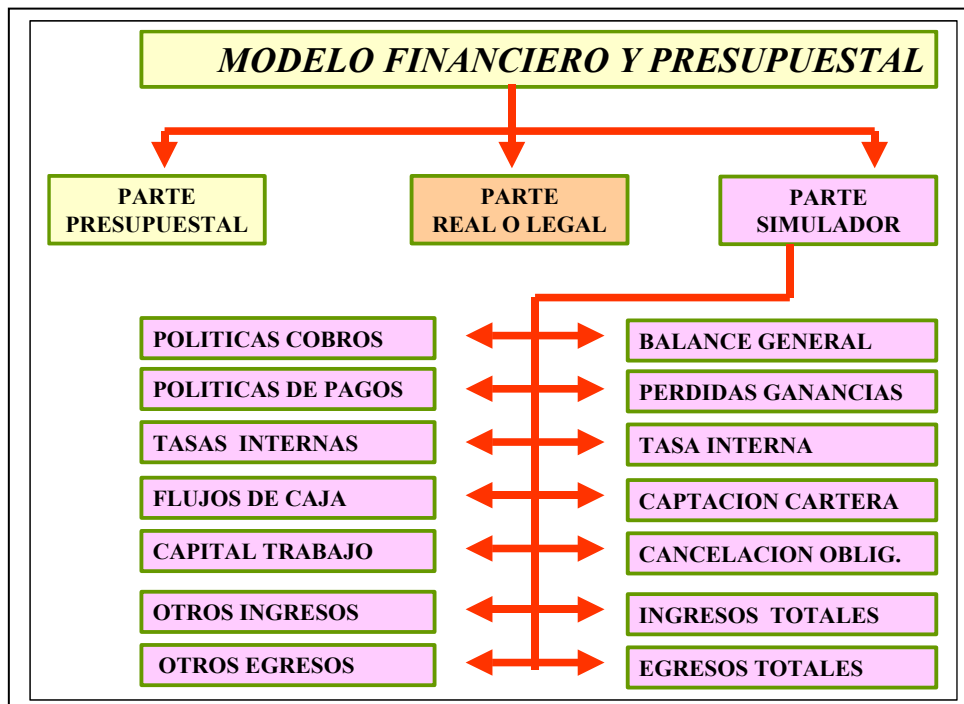 MODELO FINANCIERO Y PRESUPUESTAL
PARTE
PRESUPUESTAL
PARTE
REAL O LEGAL
PARTE
SIMULADOR
POLITICAS COBROS
BALANCE GENERAL
POLITICAS DE PAGOS
PERDIDAS GANANCIAS
TASAS INTERNAS
TASA INTERNA
FLUJOS DE CAJA
CAPTACION CARTERA
CAPITAL TRABAJO
CANCELACION OBLIG.
OTROS INGRESOS
INGRESOS TOTALES
OTROS EGRESOS
EGRESOS TOTALES